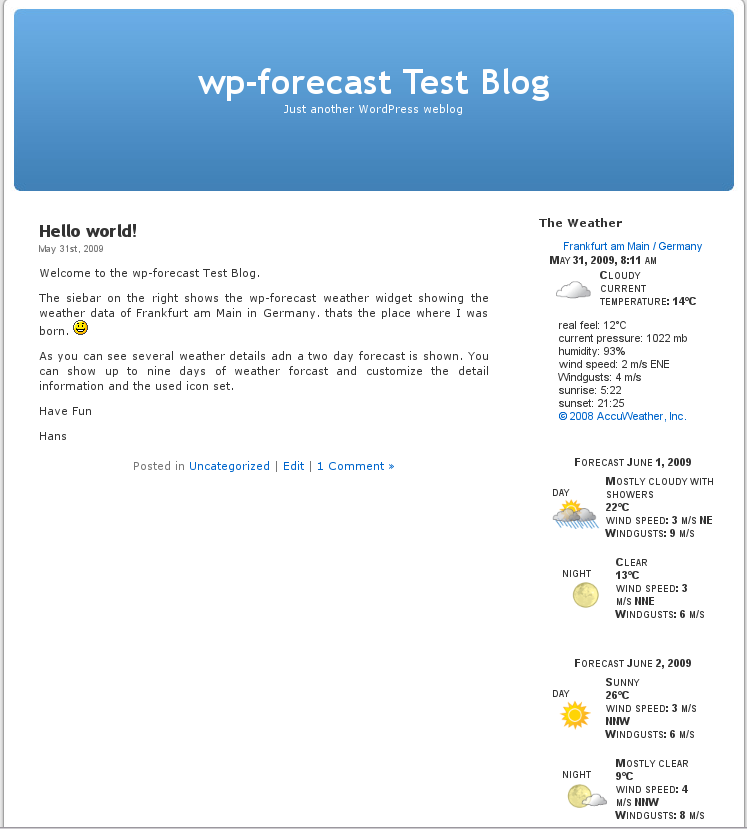 wp-forecast Test Blog
Just another WordPress weblog
Hello world!
May 31st, 2009
Welcome to the wp-forecast Test Blog.
The siebar on the right shows the wp-forecast weather widget showing the
weather data of Frankfurt am Main in Germany. thats the place where I was
born.
As you can see several weather details adn a two day forecast is shown. You
can show up to nine days of weather forcast and customize the detail
information and the used icon set.
Have Fun
Hans
Posted in Uncategorized | Edit | 1 Comment »
The Weather
Frankfurt am Main / Germany
May 31, 2009, 8:11 am
Cloudy
current
temperature: 14°C
real feel: 12°C
current pressure: 1022 mb
humidity: 93%
wind speed: 2 m/s ENE
Windgusts: 4 m/s
sunrise: 5:22
sunset: 21:25
© 2008 AccuWeather, Inc.
Forecast June 1, 2009
day
Mostly cloudy with
showers
22°C
wind speed: 3 m/s NE
Windgusts: 9 m/s
night
Clear
13°C
wind speed: 3
m/s NNE
Windgusts: 6 m/s
Forecast June 2, 2009
day
Sunny
26°C
wind speed: 3 m/s
NNW
Windgusts: 6 m/s
night
Mostly clear
9°C
wind speed: 4
m/s NNW
Windgusts: 8 m/s